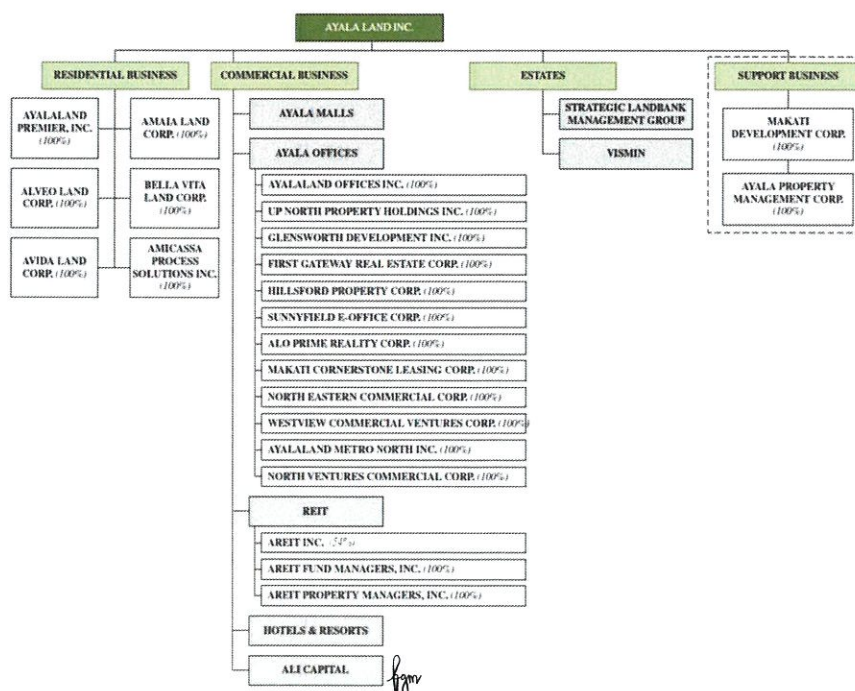 AYALA LAND INC.
RESIDENTIAL BUSINESS
AYALALAND
PREMIER, INC.
(100%)
AMAIA LAND
CORP. (100%)
ALVEO LAND
CORP. (100%)
BELLA VITA
LAND CORP.
(100%)
AVIDA LAND
CORP. (100%)
AMICASSA
PROCESS
SOLUTIONS INC.
(100%)
COMMERCIAL BUSINESS
AYALA MALLS
AYALA OFFICES
AYALALAND OFFICES INC. (100%)
UP NORTH PROPERTY HOLDINGS INC. (100%)
GLENSWORTH DEVELOPMENT INC. (100%)
FIRST GATEWAY REAL ESTATE CORP. (100%)
HILLSFORD PROPERTY CORP. (100%)
SUNNYFIELD E-OFFICE CORP. (100%)
ALO PRIME REALITY CORP. (100%)
MAKATI CORNERSTONE LEASING CORP. (100%)
NORTH EASTERN COMMERCIAL CORP. (100%)
WESTVIEW COMMERCIAL VENTURES CORP. (100%)
AYALALAND METRO NORTH INC. (100%)
NORTH VENTURES COMMERCIAL CORP. (100%)
REIT
AREIT INC. (54%)
AREIT FUND MANAGERS, INC. (100%)
AREIT PROPERTY MANAGERS, INC. (100%)
HOTELS & RESORTS
ALI CAPITAL
ESTATES
STRATEGIC LANDBANK
MANAGEMENT GROUP
VISMIN
SUPPORT BUSINESS
MAKATI
DEVELOPMENT CORP.
(100%)
AYALA PROPERTY
MANAGEMENT CORP.
(100%)